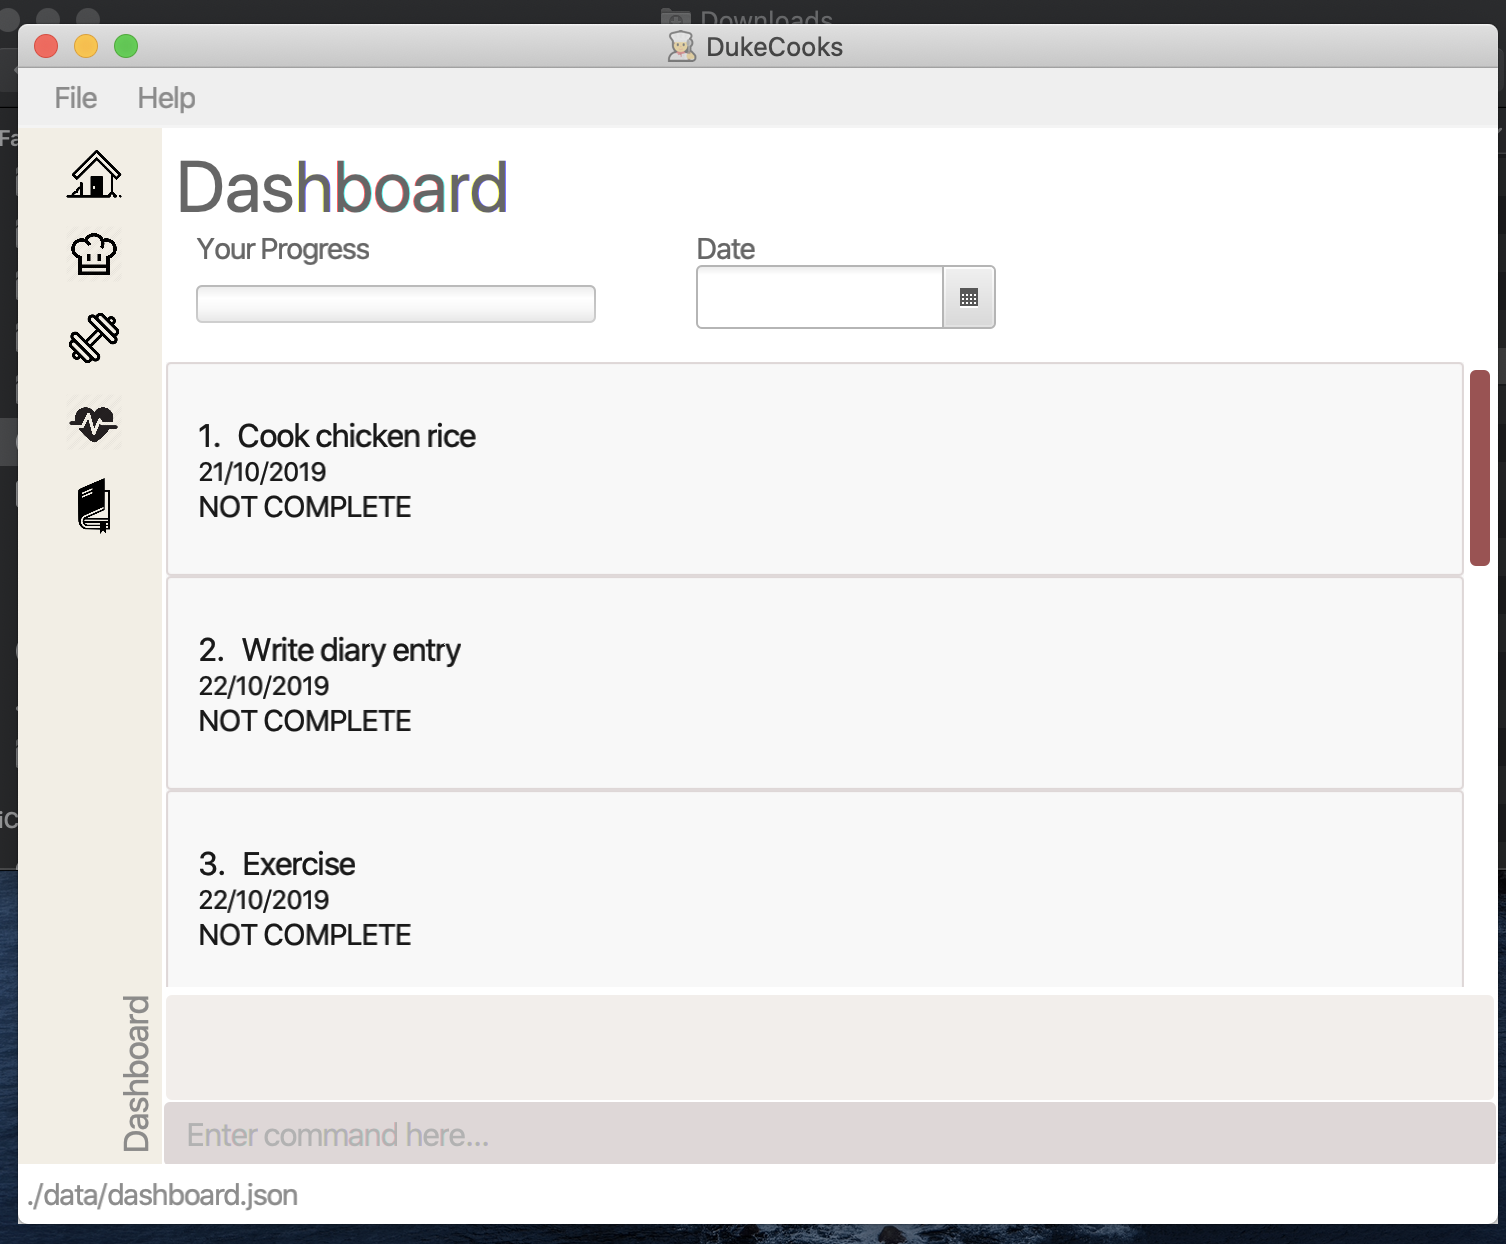 Downloads
DukeCooks
File Help
Fa
Dashboard
Your Progress
Date
1. Cook chicken rice
21/10/2019
NOT COMPLETE
2. Write diary entry
22/10/2019
NOT COMPLETE
3. Exercise
22/10/2019
NOT COMPLETE
iC
Dashboard
Enter command here...
./data/dashboard.json